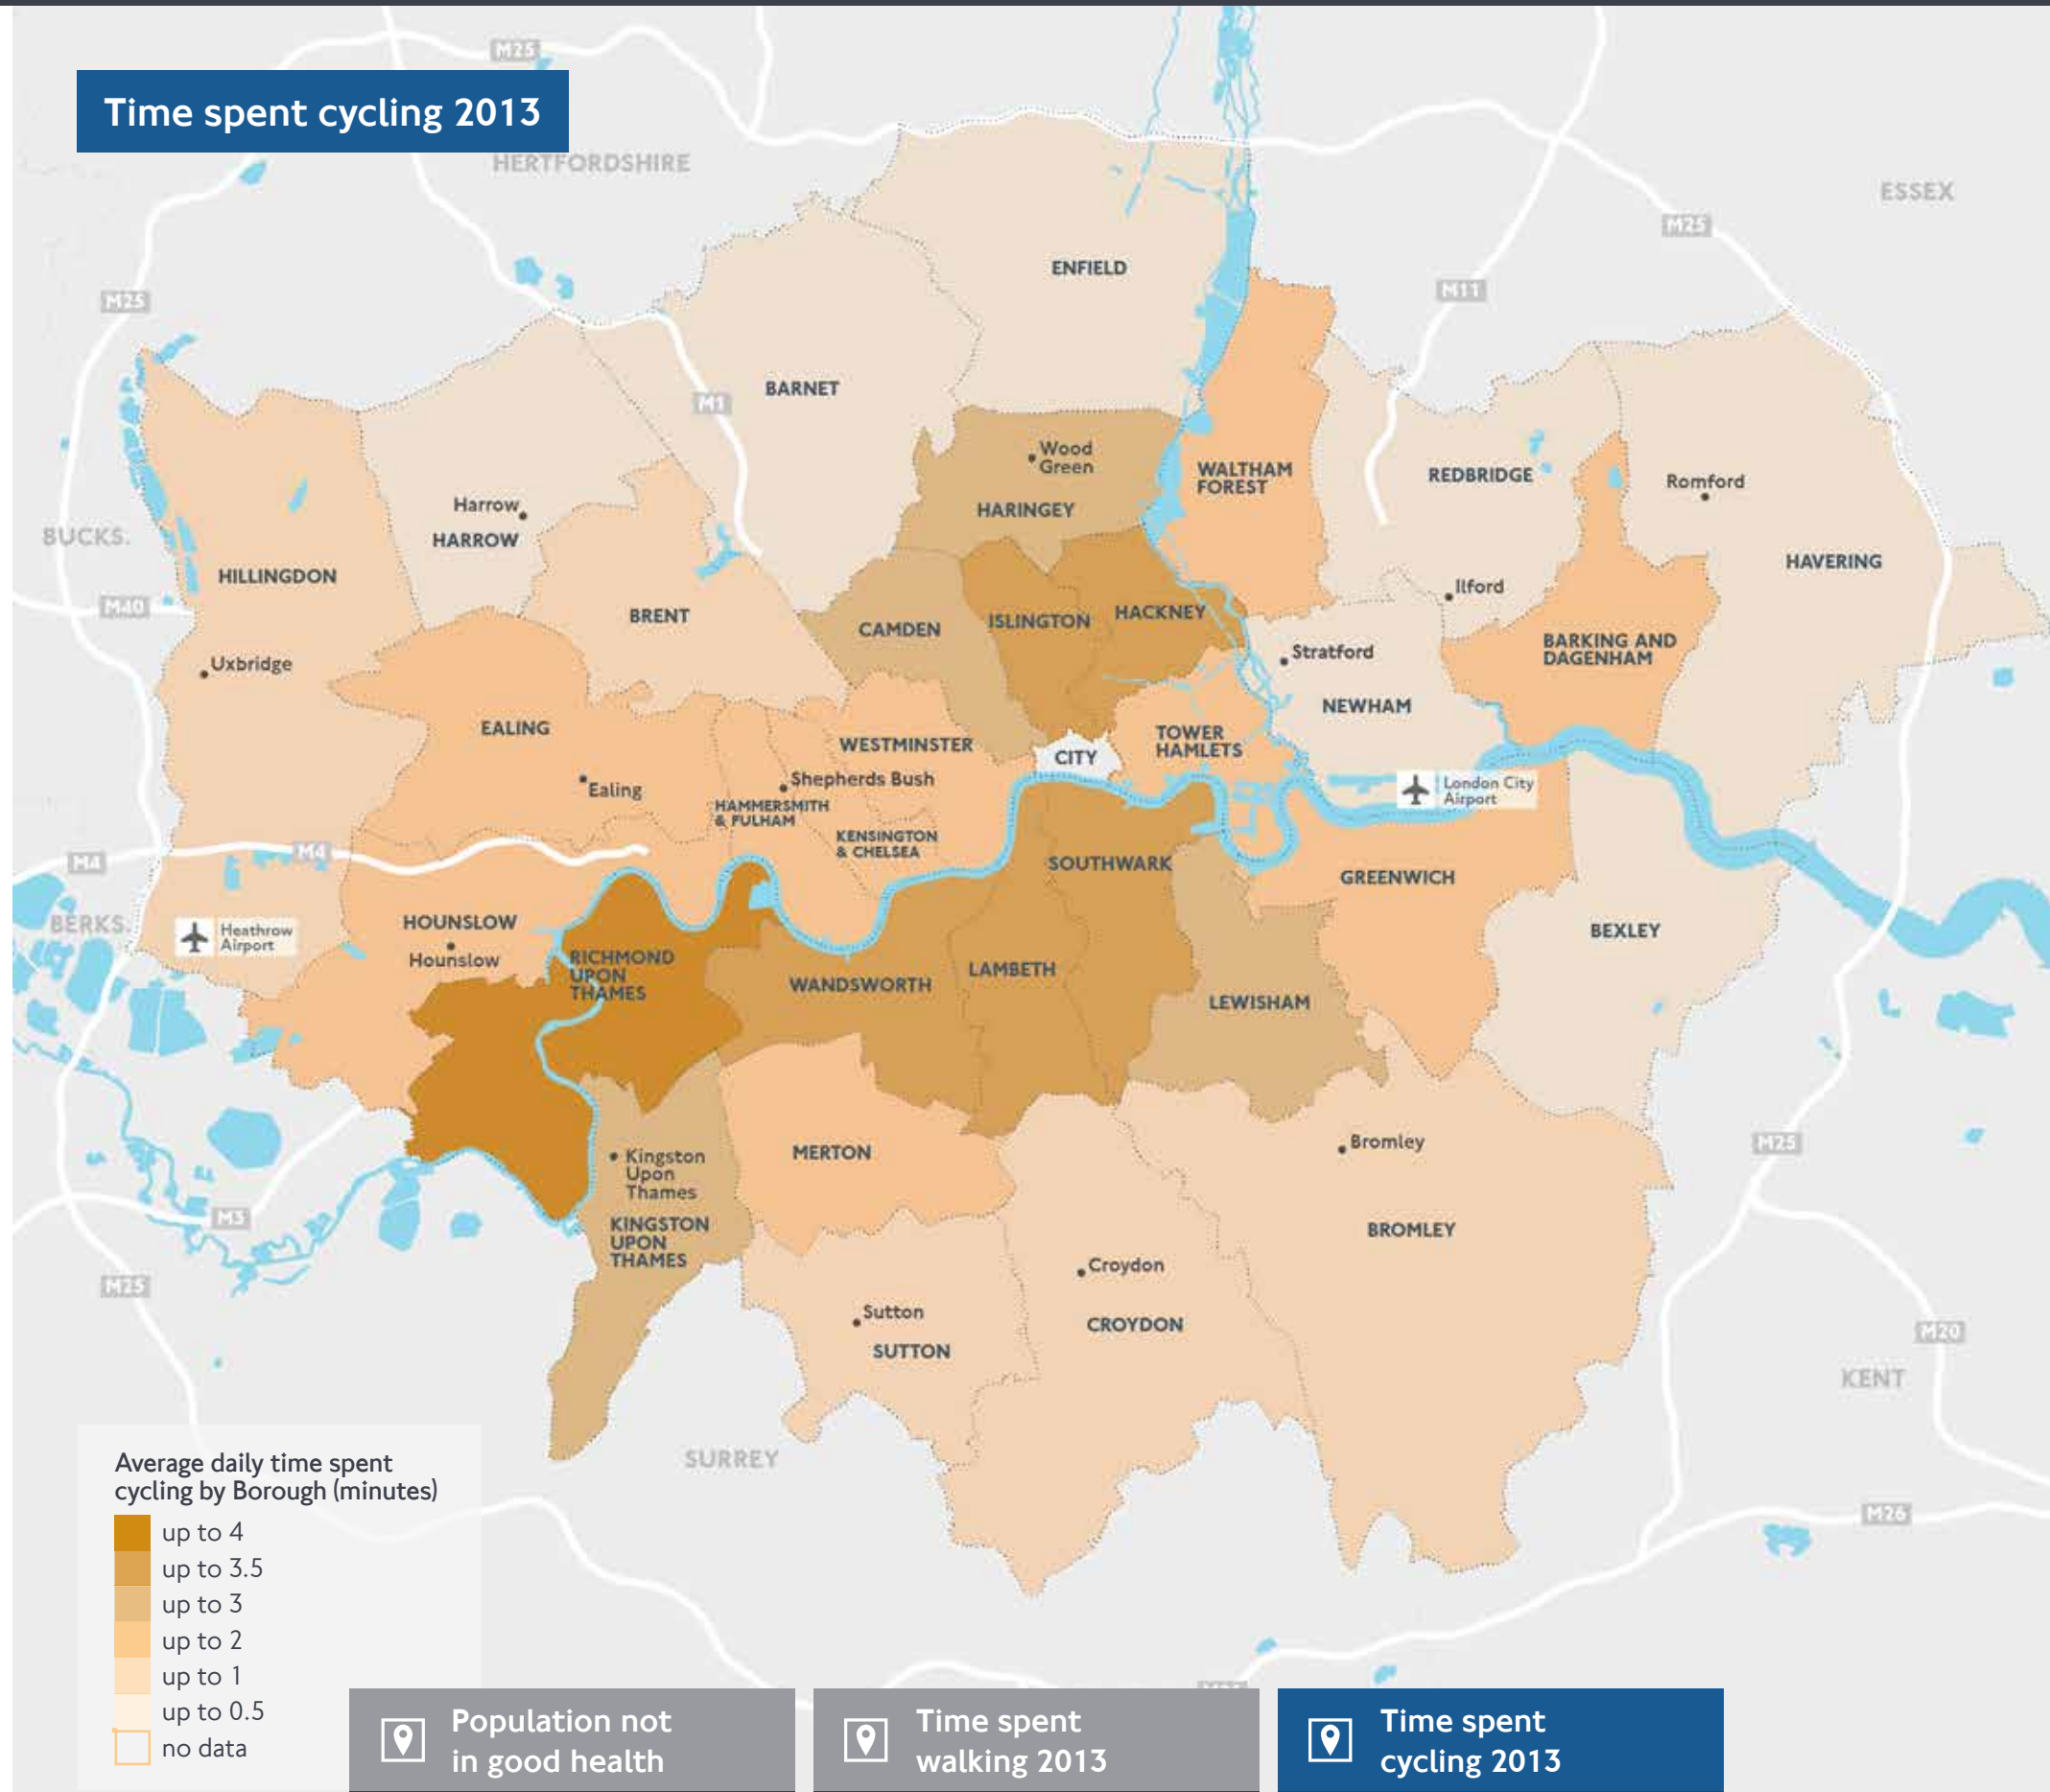 Time spent cycling 2013
M25
HERTFORDSHIRE
ESSEX
M25
ENFIELD
M11
M25
BARNET
M1
Wood
Green
HARINGEY
WALTHAM
FOREST
REDBRIDGE
Romford
Harrow
HARROW
BUCKS.
HILLINGDON
HAVERING
Ilford
M40
BRENT
CAMDEN
ISLINGTON
HACKNEY
BARKING AND
DAGENHAM
Stratford
Uxbridge
NEWHAM
EALING
WESTMINSTER
TOWER
HAMLETS
CITY
Shepherds Bush
Ealing
London City
Airport
HAMMERSMITH
& FULHAM
KENSINGTON
& CHELSEA
M4
M4
SOUTHWARK
GREENWICH
BERKS.
Heathrow
Airport
HOUNSLOW
Hounslow
BEXLEY
RICHMOND
UPON
THAMES
WANDSWORTH
LAMBETH
LEWISHAM
Kingston
Upon
Thames
MERTON
Bromley
M25
M3
KINGSTON
UPON
THAMES
BROMLEY
M25
Croydon
CROYDON
Sutton
SUTTON
M20
KENT
SURREY
M26
Average daily time spent
cycling by Borough (minutes)
up to 4
up to 3.5
up to 3
up to 2
up to 1
up to 0.5
no data
Population not
in good health
Time spent
walking 2013
Time spent
cycling 2013